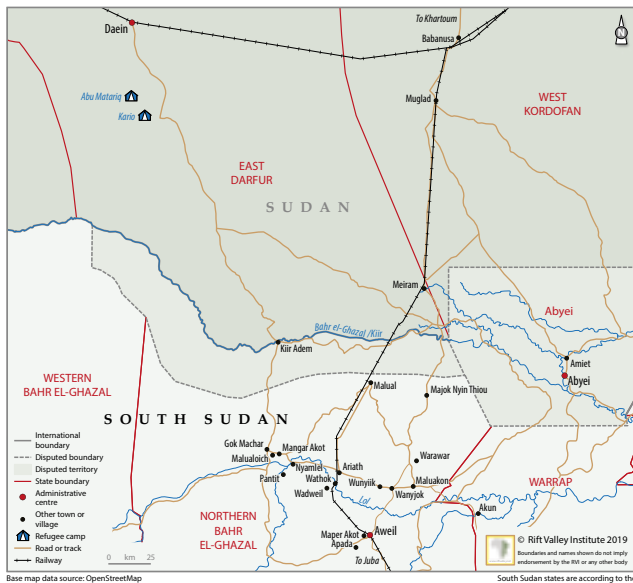 To Khartoum
Daein
Babanusa
N
Abu Matariq
Muglad
Karia
WEST
KORDOFAN
EAST
DARFUR
SUDAN
Meiram
Abyei
Bahr el-Ghazal /Kiir
Kiir Adem
Amiet
Abyei
WESTERN
BAHR EL-GHAZAL
Malual
Majok Nyin Thiou
SOUTH SUDAN
Gok Machar
Mangar Akot
Malualoich
Nyamlel
Warawar
Pantit
Ariath
Wathok
Wunyiik
Maluakon
Wadweil
Wanyjok
Lol
WARRAP
Akun
NORTHERN
BAHR
EL-GHAZAL
Maper Akot
Aweil
Apada
To Juba
International
boundary
Disputed boundary
Disputed territory
State boundary
Administrative
centre
Other town or
village
Refugee camp
Road or track
Railway
0 km 25
© Rift Valley Institute 2019
Boundaries and names shown do not imply
endorsement by the RVI or any other body
Base map data source: OpenStreetMap
South Sudan states are according to th